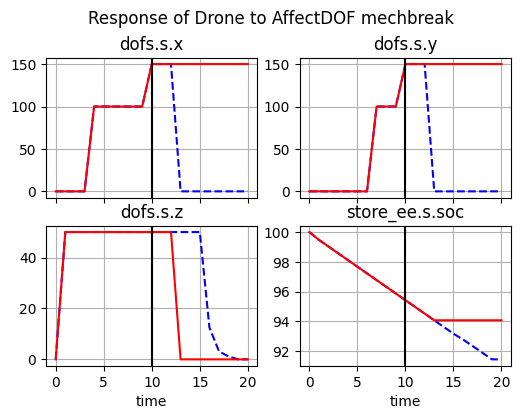 Response of Drone to AffectDOF mechbreak
dofs.s.x
dofs.s.y
150
100
50
0
150
100
50
0
dofs.s.z
store_ee.s.soc
40
20
0
100
98
96
94
92
0 5 10 15 20
0 5 10 15 20
time
time